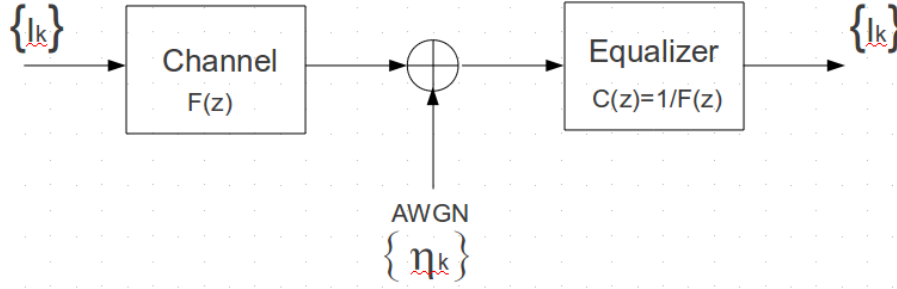 {Ik}
Channel
F(z)
Equalizer
C(z)=1/F(z)
{Ik}
AWGN
{ηk}